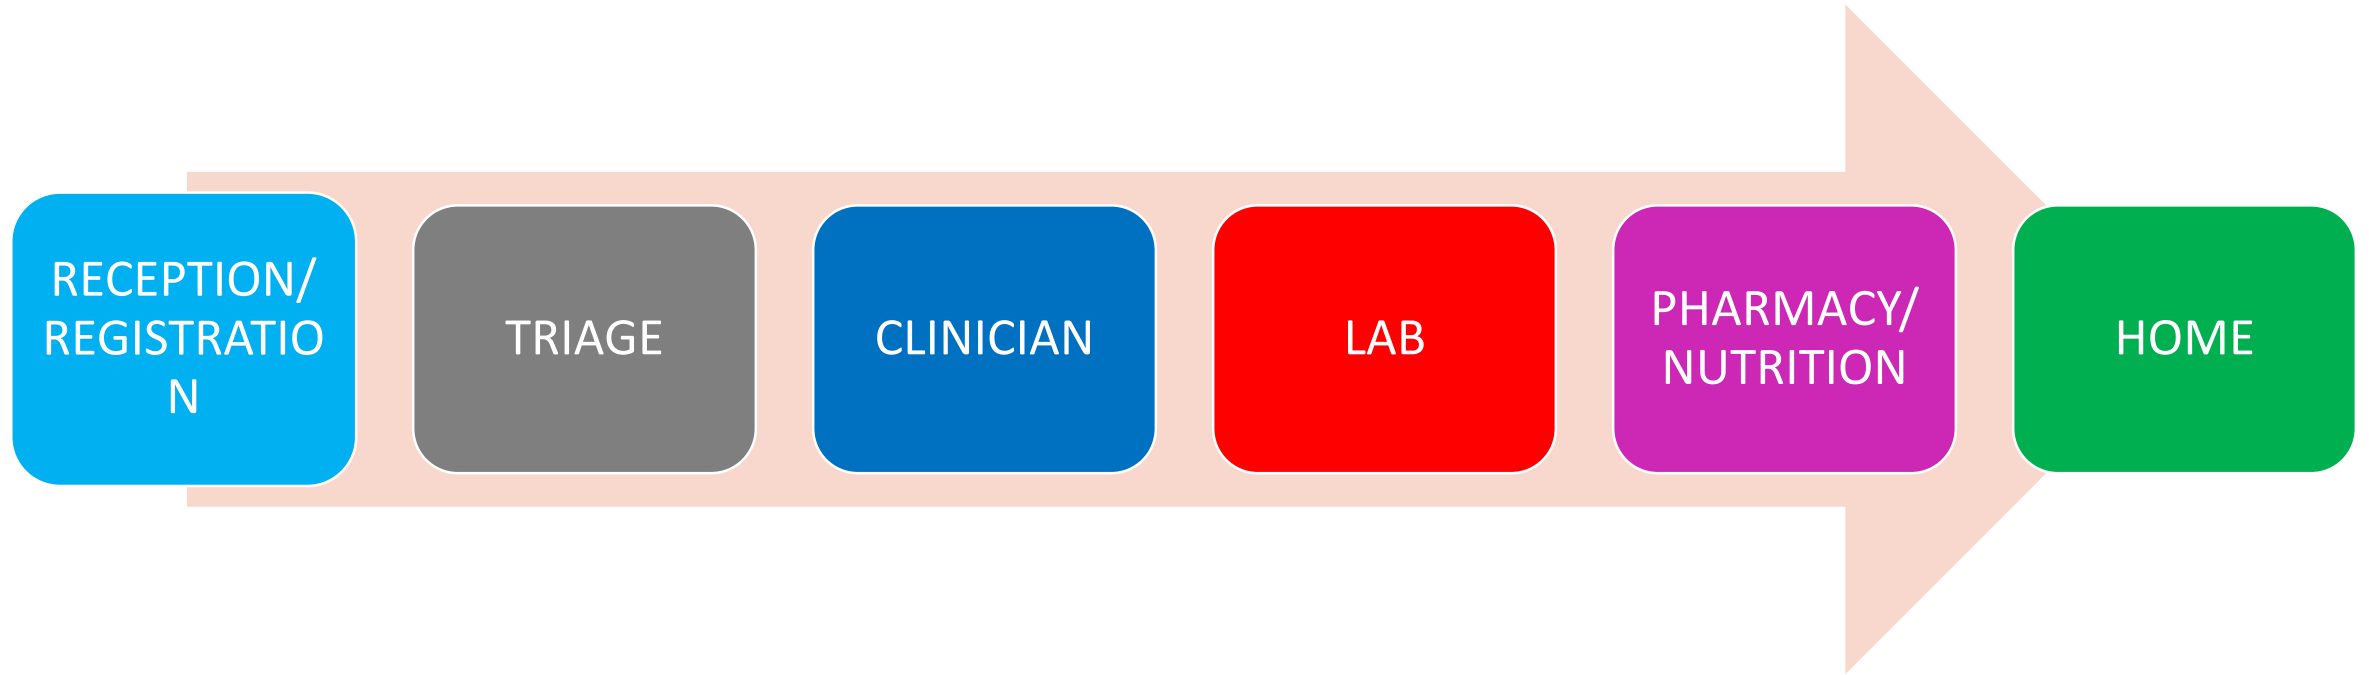 RECEPTION/
REGISTRATIO
N
TRIAGE
CLINICIAN
LAB
PHARMACY/
NUTRITION
HOME